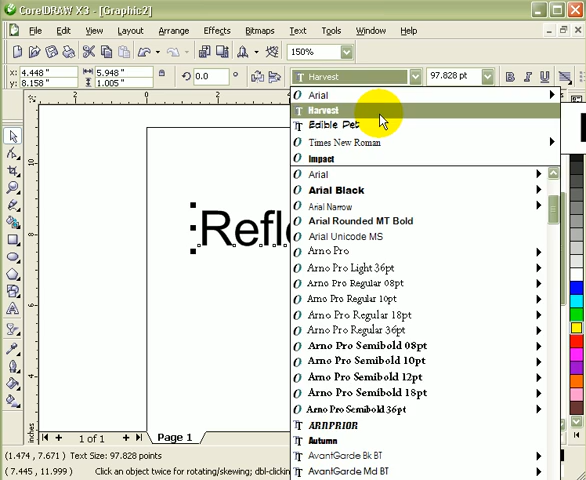 CorelDRAW X3 - [Graphic2]
File Edit View Layout Arrange Effects Bitmaps Text Tools Window Help
150%
x: 4.448 " 5.948 " 0.0 ° Harvest 97.828 pt B I U
y: 8.158 " 1.005 "
Arial
Harvest
Edible Pet
Times New Roman
Impact
Arial
Arial Black
Arial Narrow
Arial Rounded MT Bold
Arial Unicode MS
Arno Pro
Arno Pro Light 36pt
Arno Pro Regular 08pt
Arno Pro Regular 10pt
Arno Pro Regular 18pt
Arno Pro Regular 36pt
Arno Pro Semibold 08pt
Arno Pro Semibold 10pt
Arno Pro Semibold 12pt
Arno Pro Semibold 18pt
Arno Pro Semibold 36pt
ARNPRIOR
Autumn
AvantGarde Bk BT
AvantGarde Md BT
Refle
8
6
4
inches
1 of 1 Page 1
(1.474, 7.671) Text Size: 97.828 points
(7.445, 11.999) Click an object twice for rotating/skewing; dbl-clicking